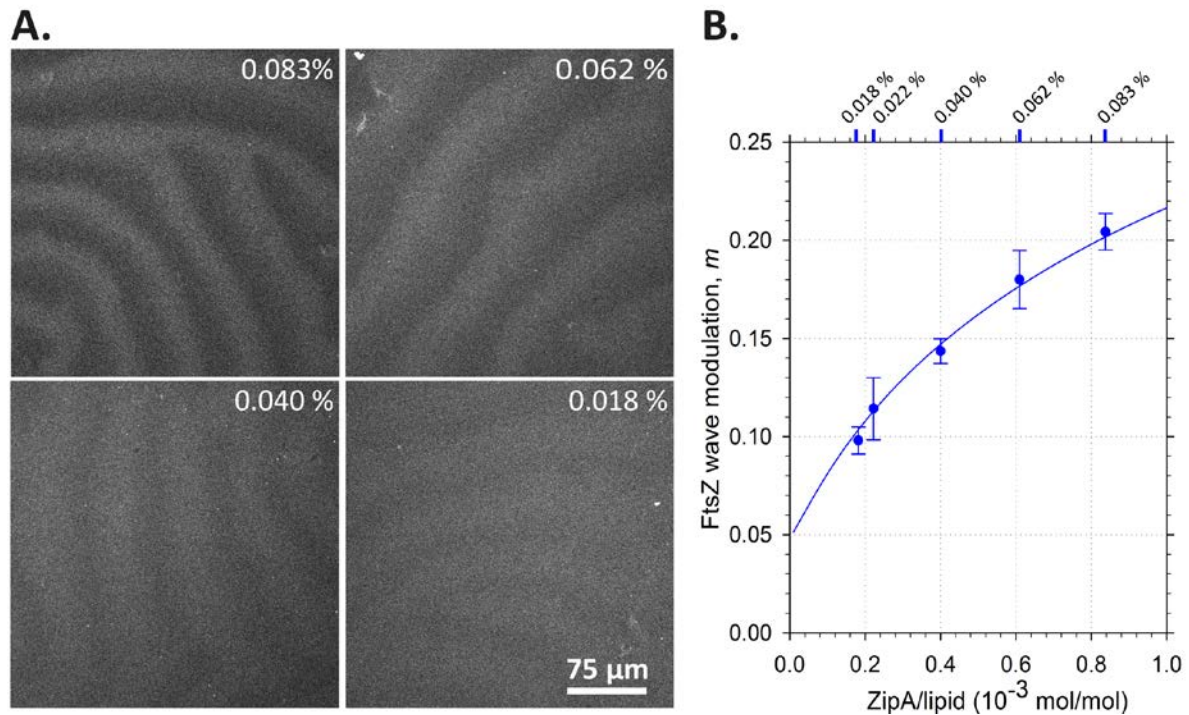 A.
0.083%
0.062 %
0.040 %
0.018 %
75 µm
B.
0.018 %
0.022 %
0.040 %
0.062 %
0.083 %
0.25
0.20
0.15
0.10
0.05
0.00
FtsZ wave modulation, m
0.0 0.2 0.4 0.6 0.8 1.0
ZipA/lipid (10⁻³ mol/mol)